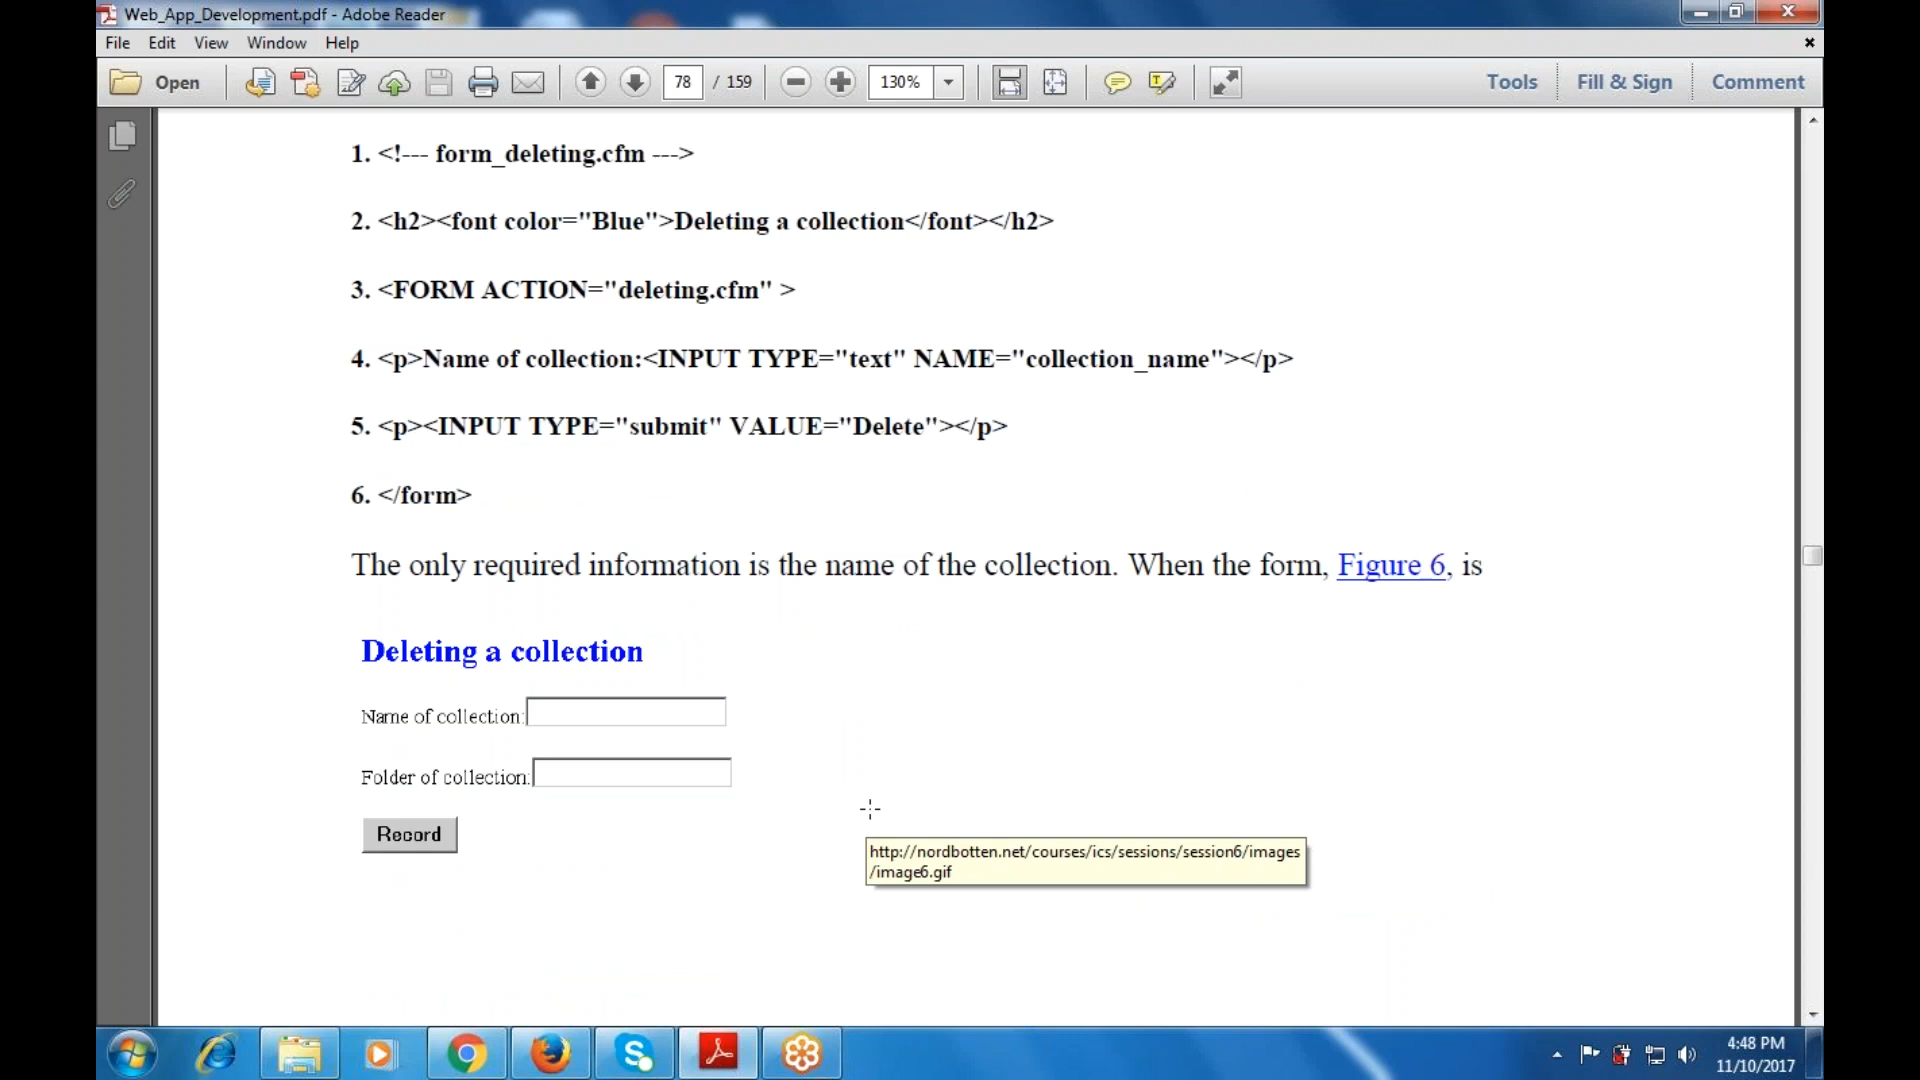 Web_App_Development.pdf - Adobe Reader
File Edit View Window Help
Open 78 / 159 130% Tools Fill & Sign Comment
1. <!--- form_deleting.cfm --->
2. <h2><font color="Blue">Deleting a collection</font></h2>
3. <FORM ACTION="deleting.cfm" >
4. <p>Name of collection:<INPUT TYPE="text" NAME="collection_name"></p>
5. <p><INPUT TYPE="submit" VALUE="Delete"></p>
6. </form>
The only required information is the name of the collection. When the form, Figure 6, is
Deleting a collection
Name of collection:
Folder of collection:
Record
http://nordbotten.net/courses/ics/sessions/session6/images
/image6.gif
4:48 PM
11/10/2017